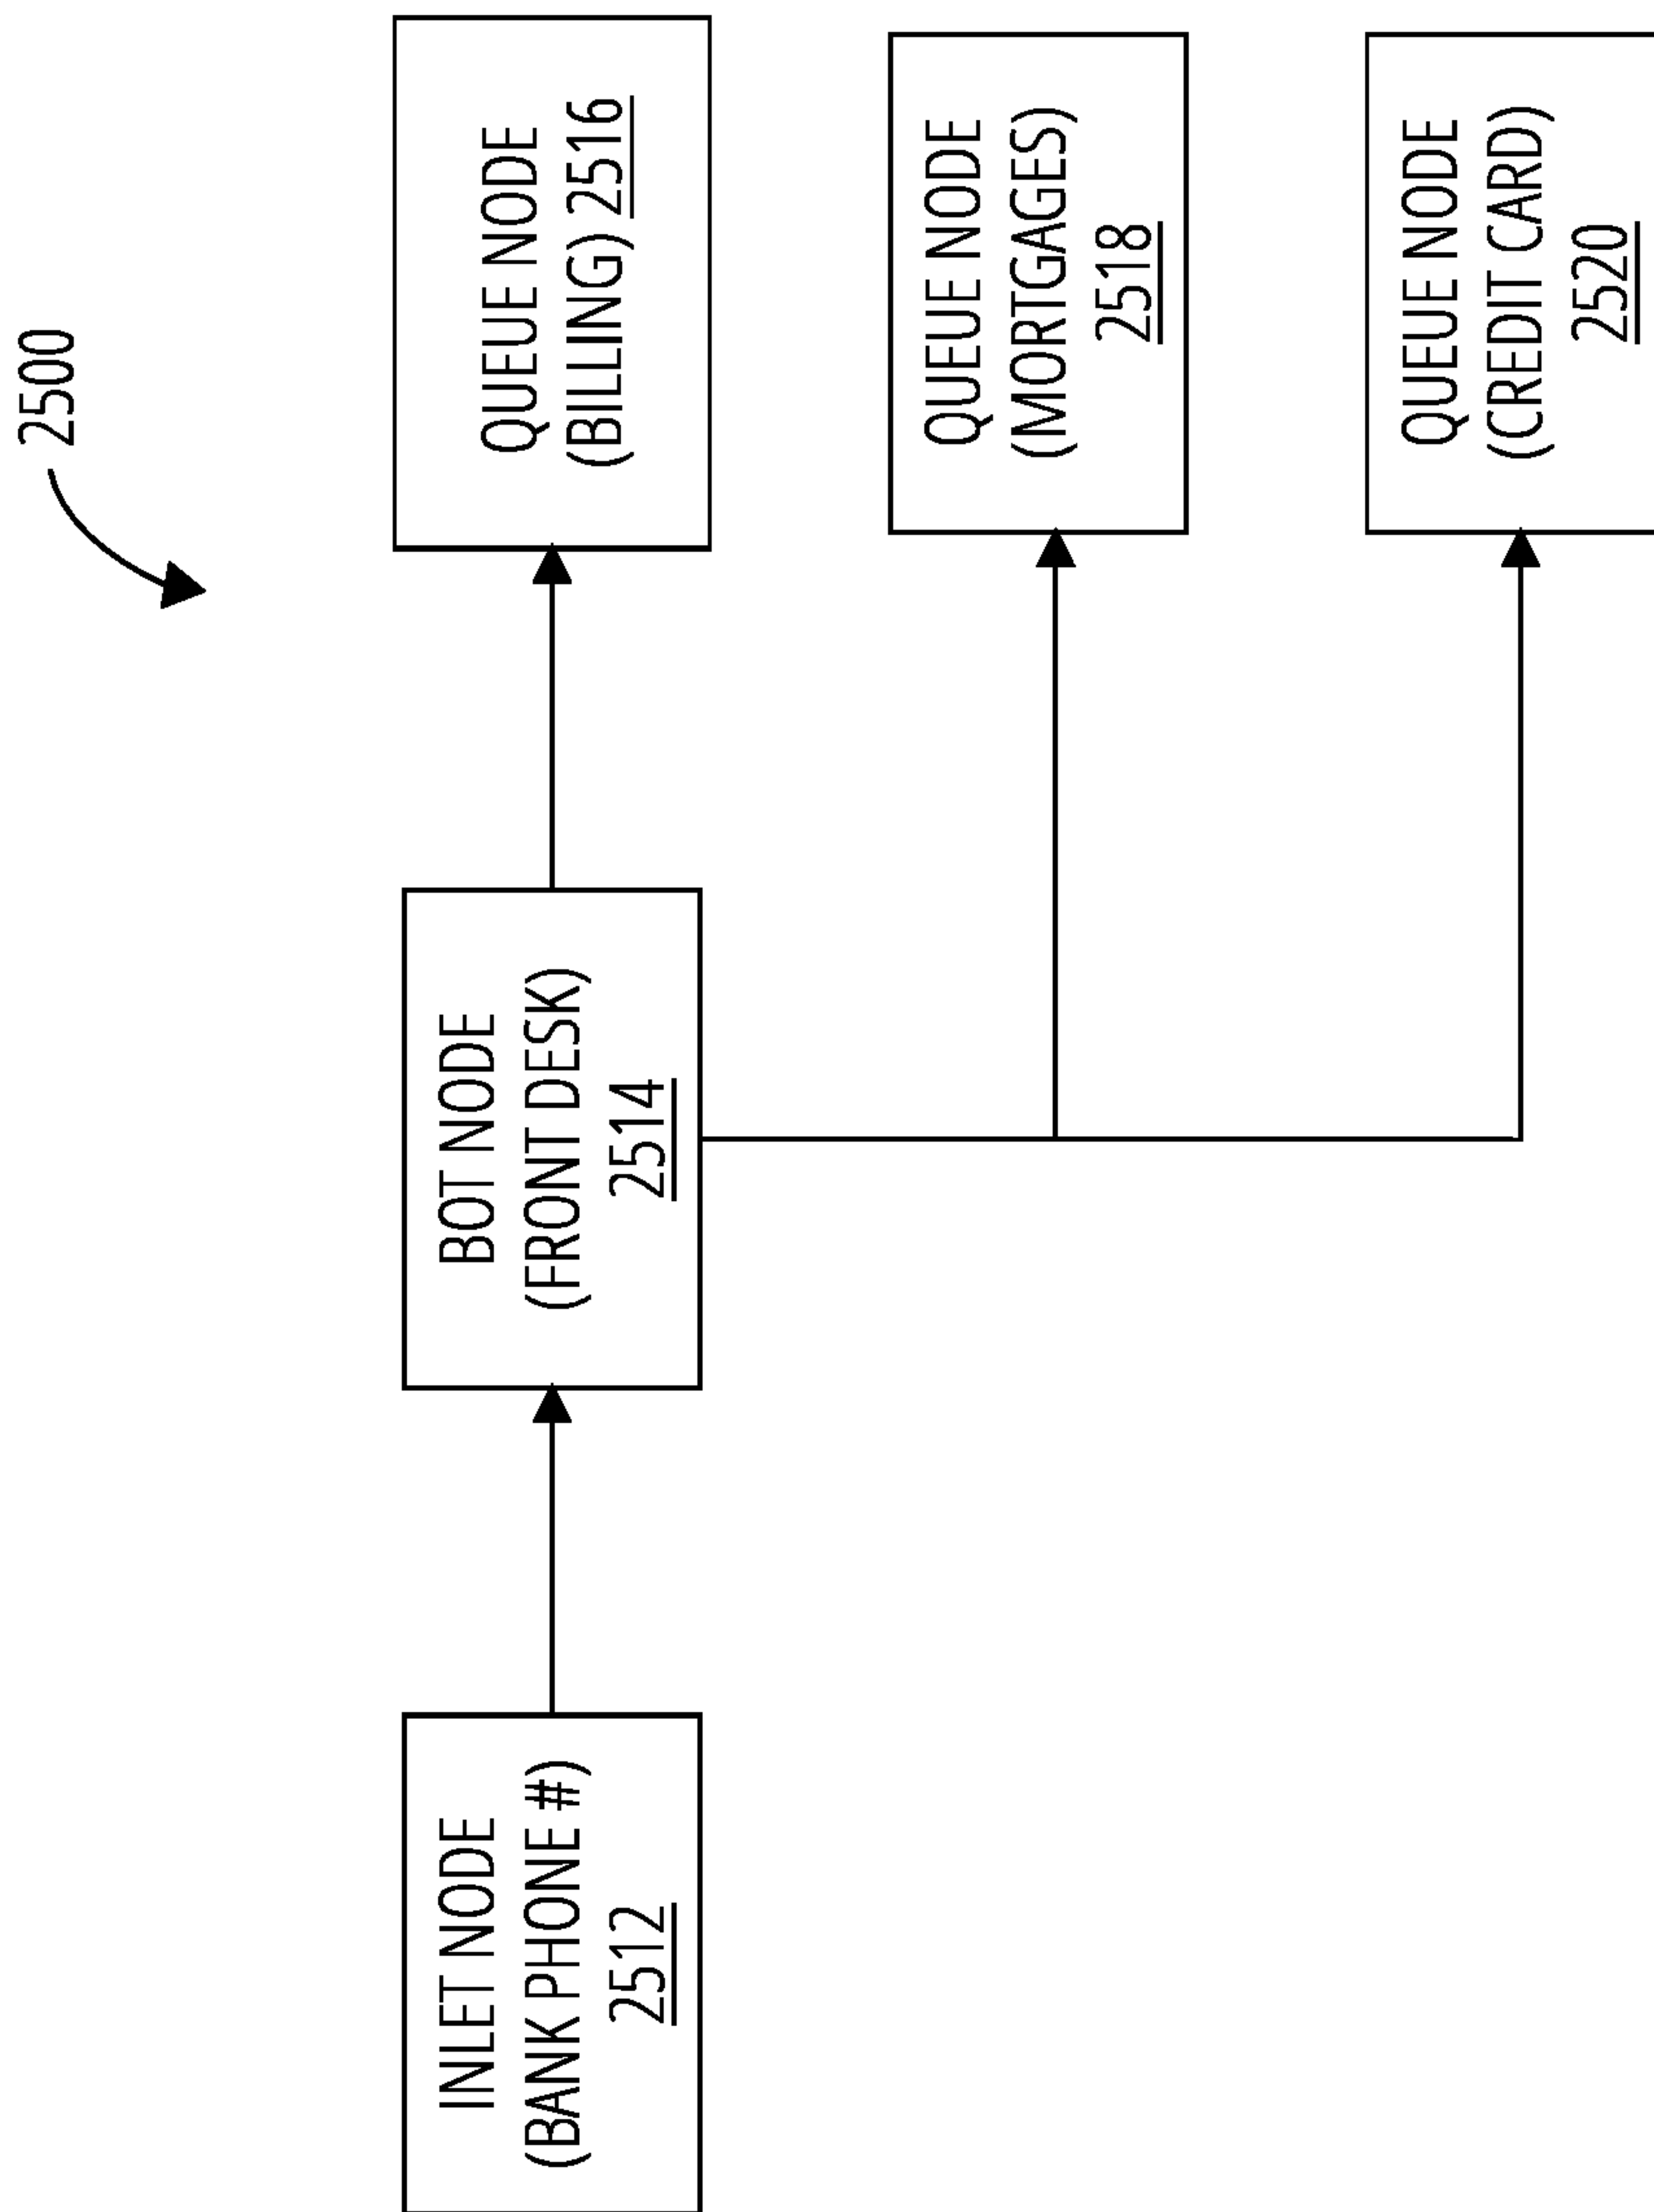 2500
INLET NODE
(BANK PHONE #)
2512
BOT NODE
(FRONT DESK)
2514
QUEUE NODE
(BILLING) 2516
QUEUE NODE
(MORTGAGES)
2518
QUEUE NODE
(CREDIT CARD)
2520